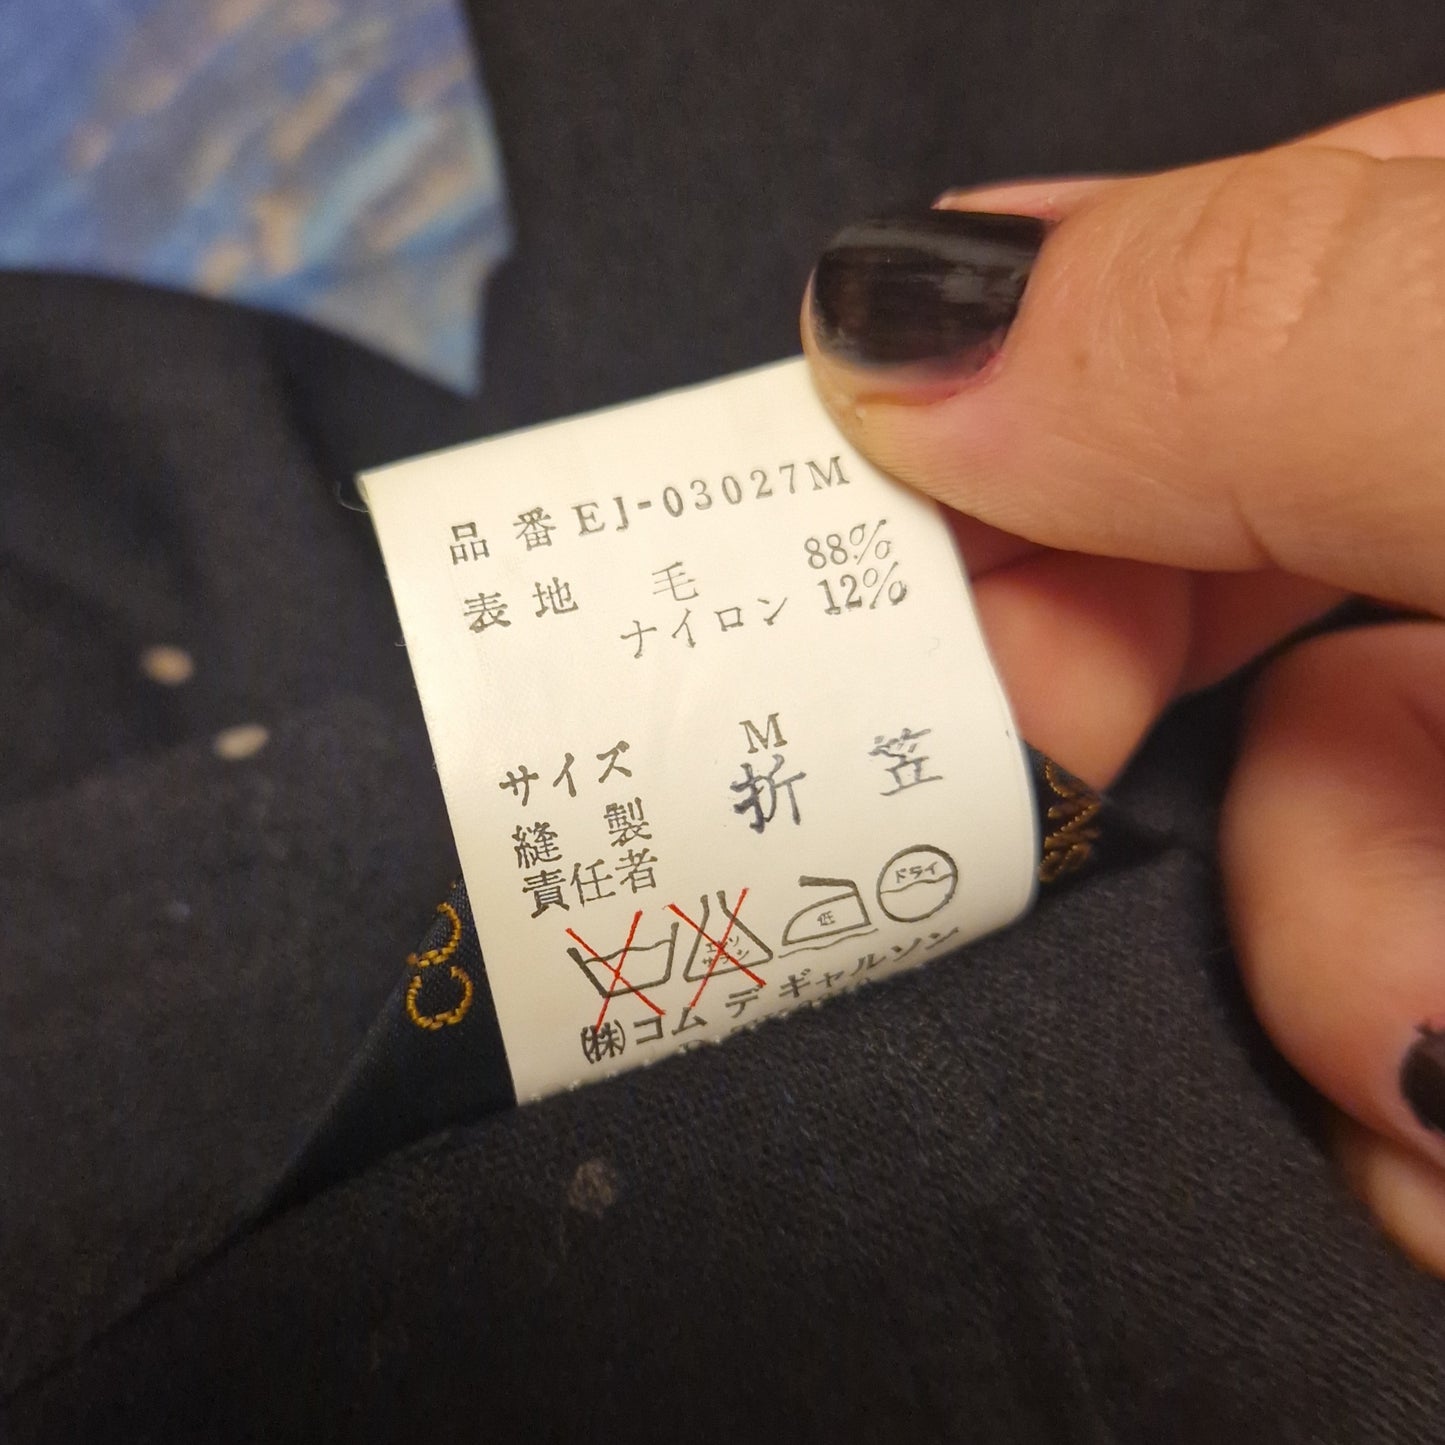 品番 EJ-03027M
表地 毛 88%
ナイロン 12%
サイズ M
縫製 折笠
責任者
エンソ
サラシ
低
ドライ
(株)コム デ ギャルソン